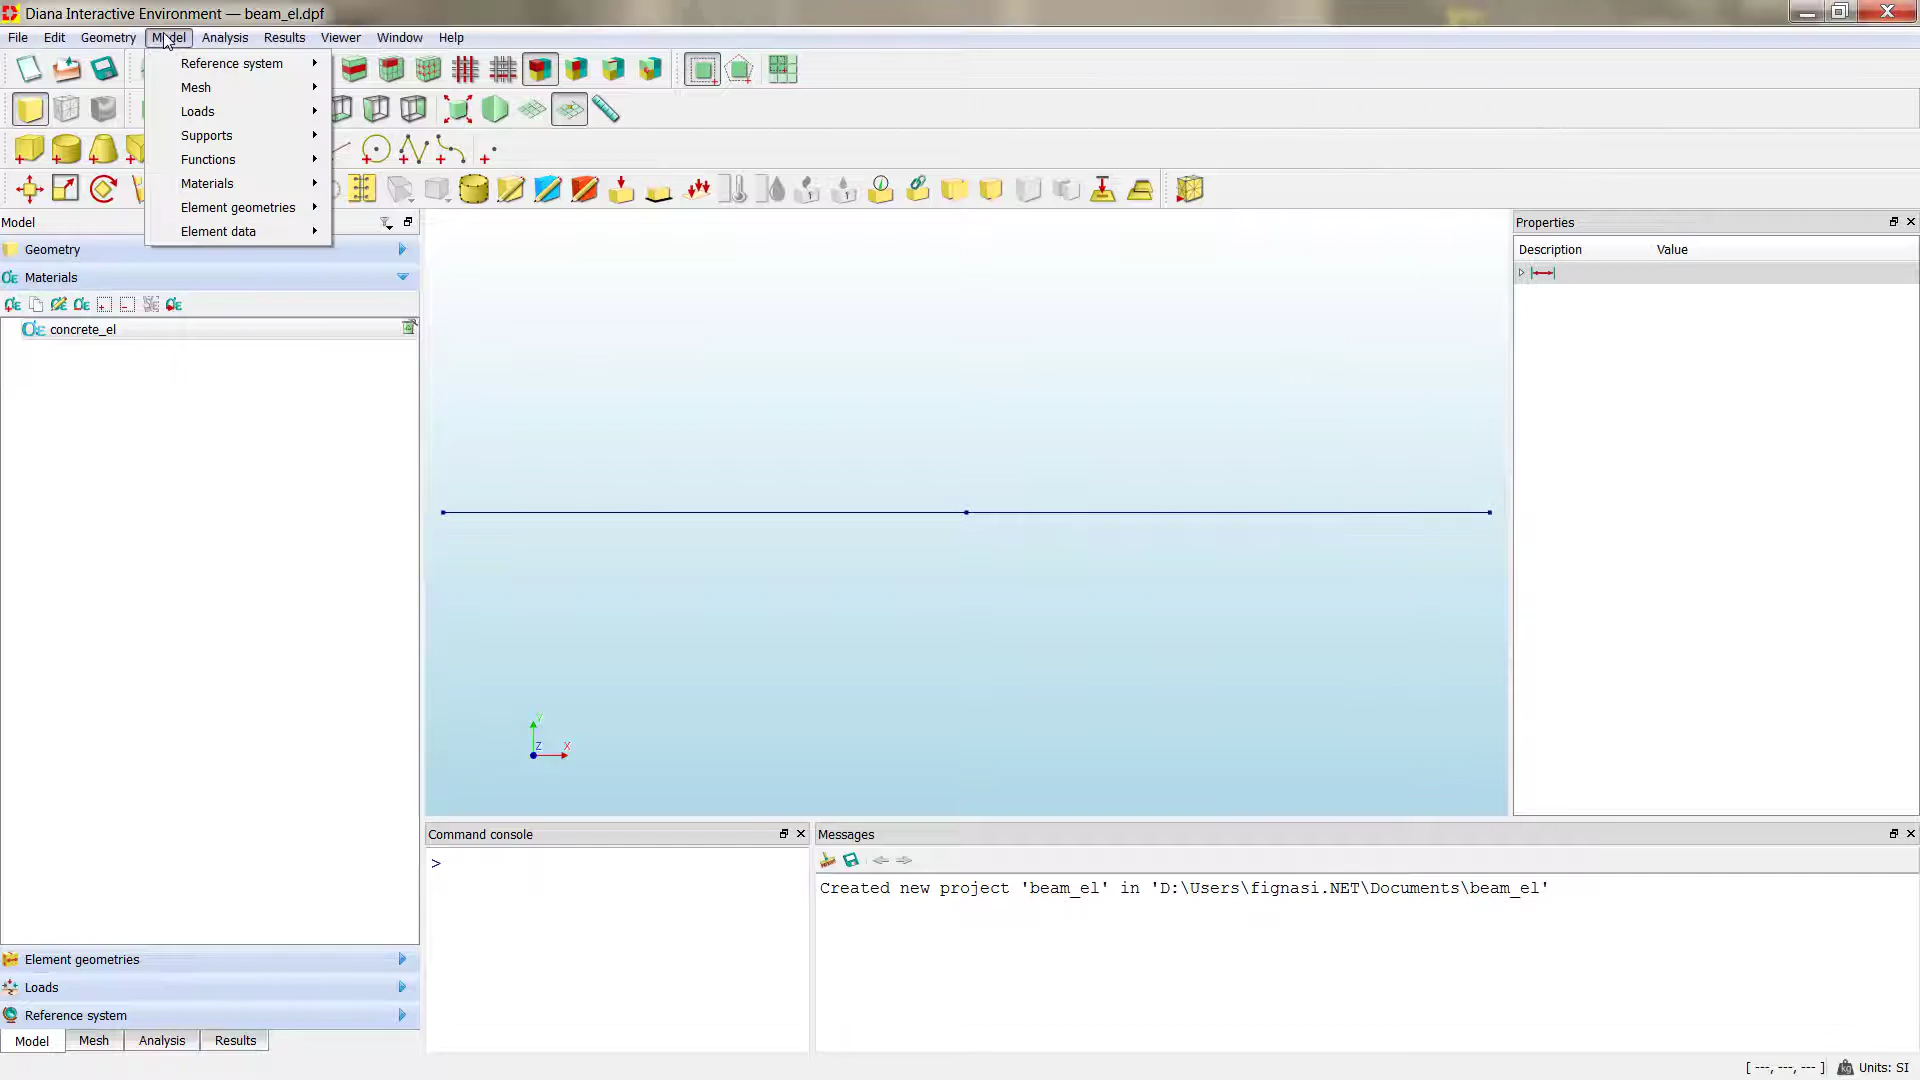 Diana Interactive Environment — beam_el.dpf
File Edit Geometry Model Analysis Results Viewer Window Help
Reference system
Mesh
Loads
Supports
Functions
Materials
Element geometries
Element data
Model
Geometry
Materials
concrete_el
Element geometries
Loads
Reference system
Model Mesh Analysis Results
Y
Z X
Properties
Description Value
Command console
>
Messages
Created new project 'beam_el' in 'D:\Users\fignasi.NET\Documents\beam_el'
[ ---, ---, --- ] kg Units: SI